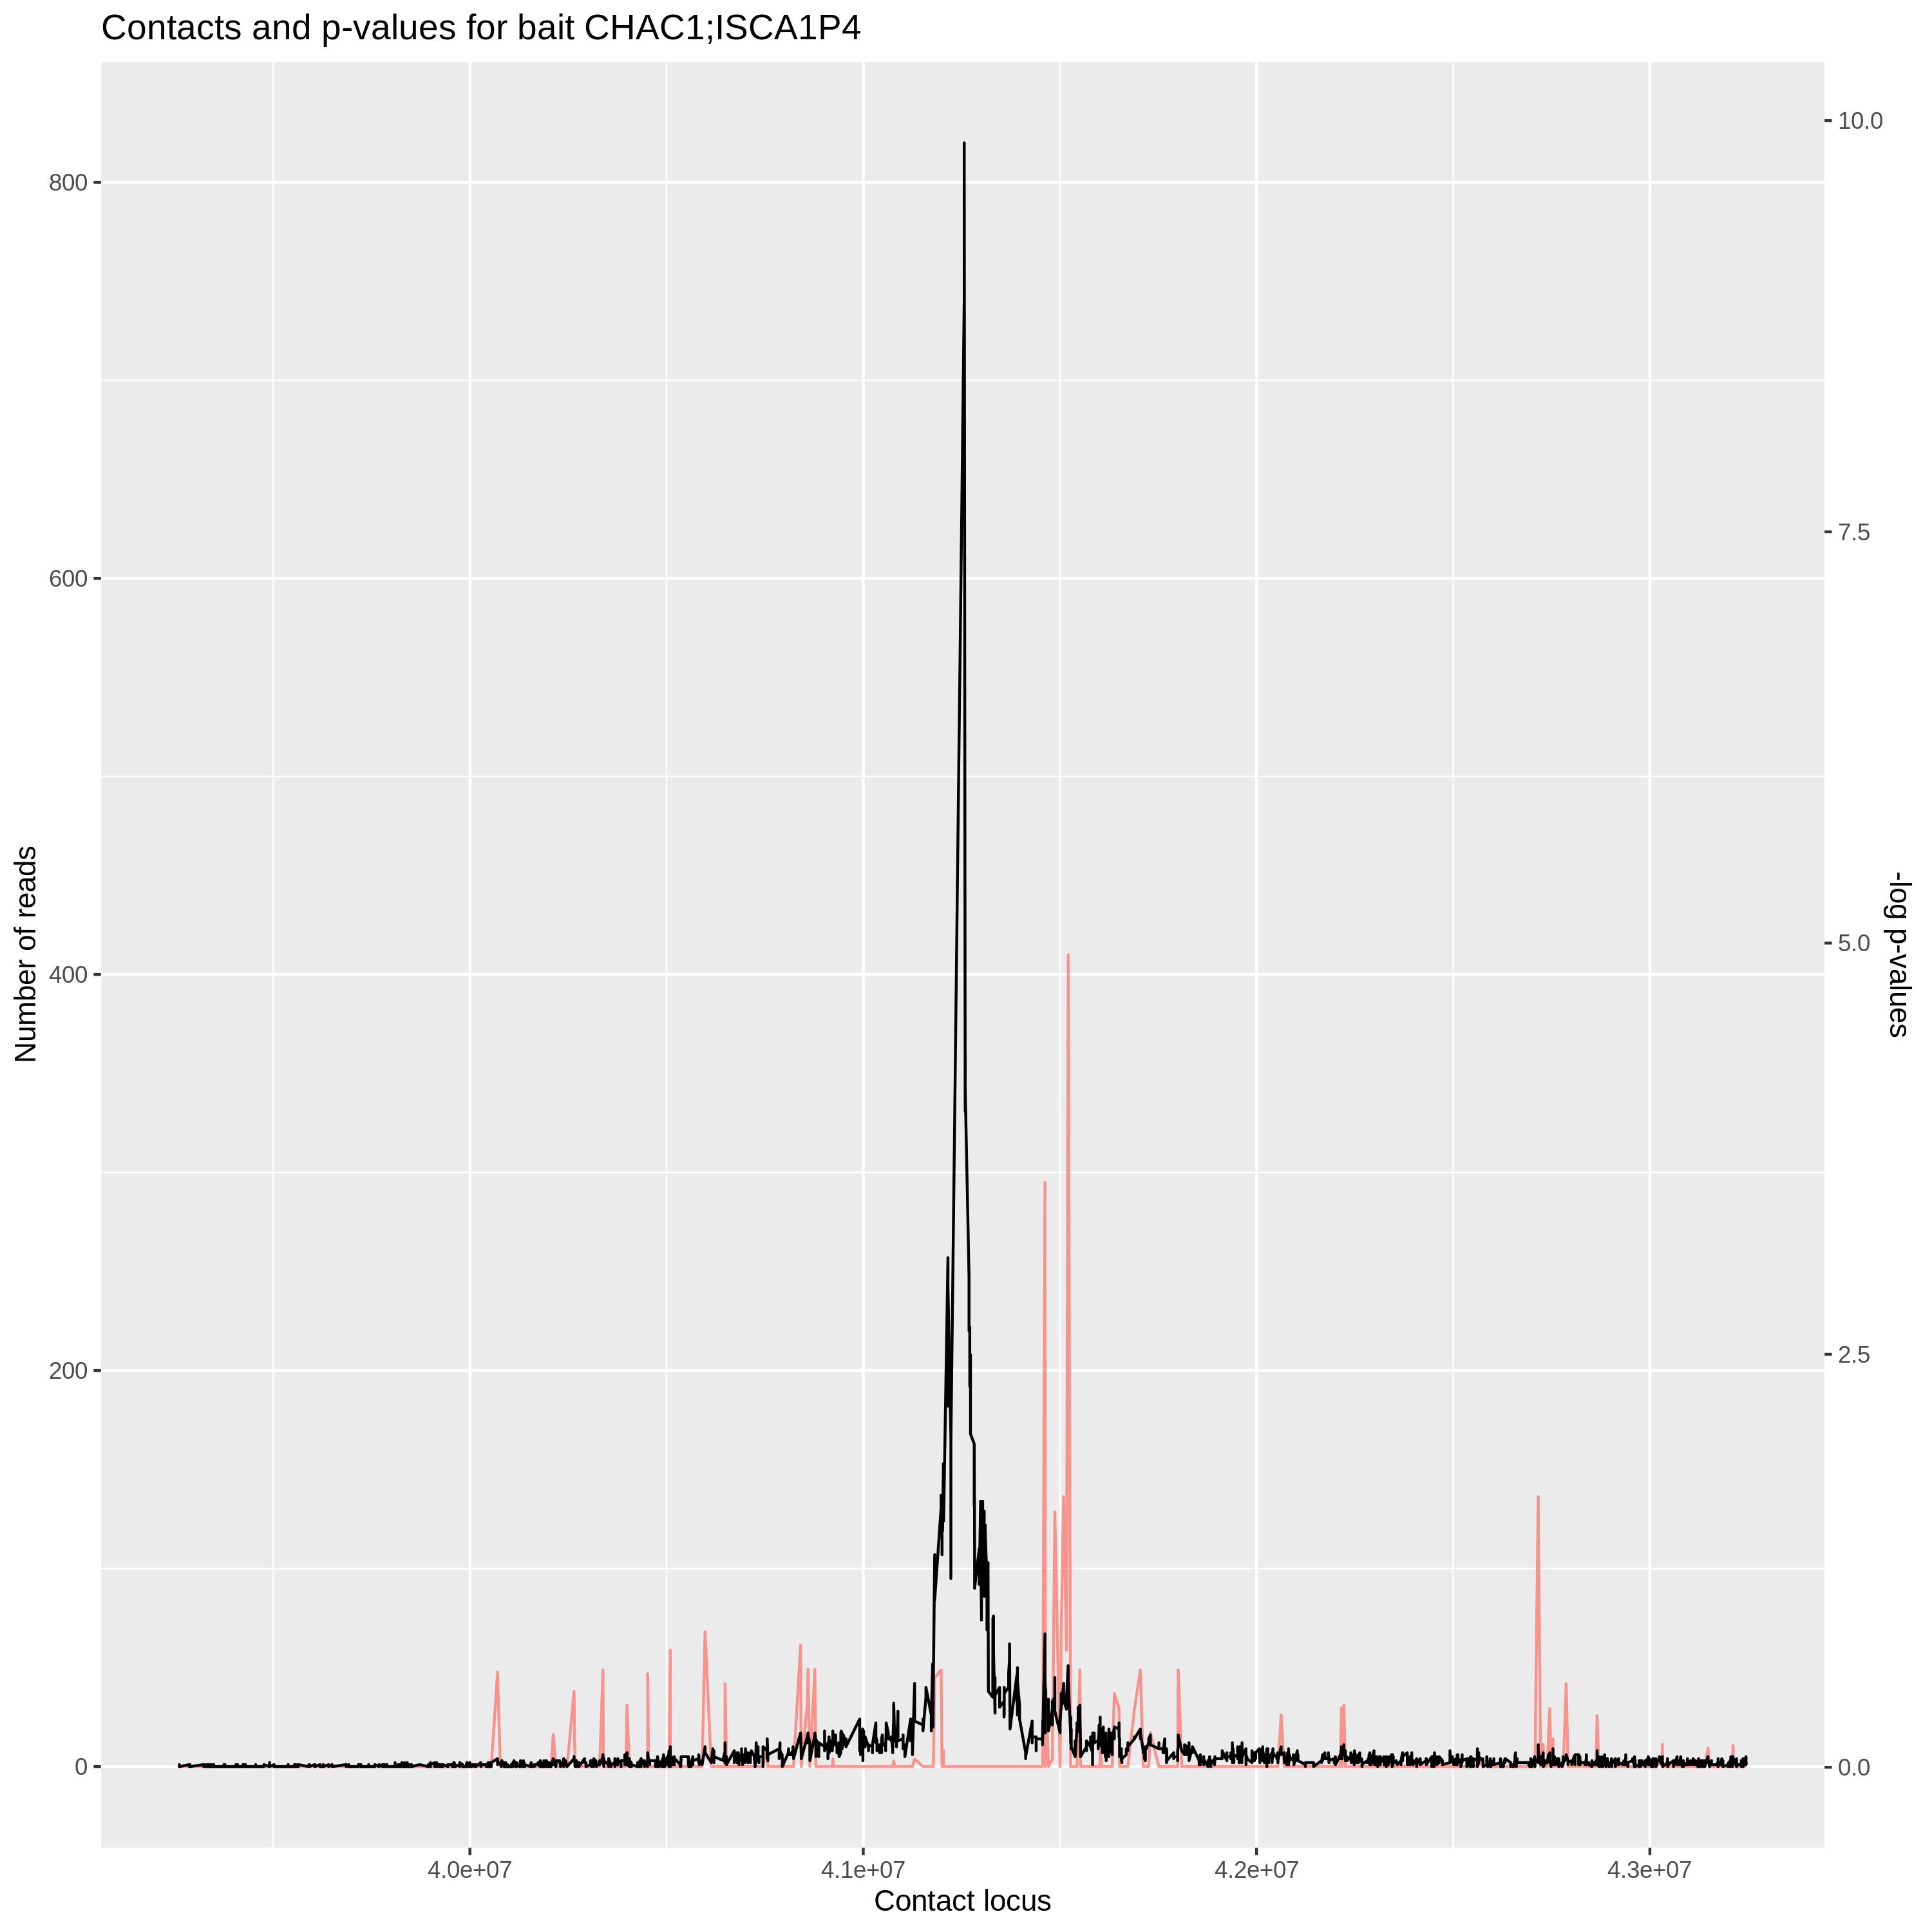 Contacts and p-values for bait CHAC1;ISCA1P4
Number of reads
800
600
400
200
0
10.0
7.5
5.0
2.5
0.0
-log p-values
4.0e+07
4.1e+07
4.2e+07
4.3e+07
Contact locus